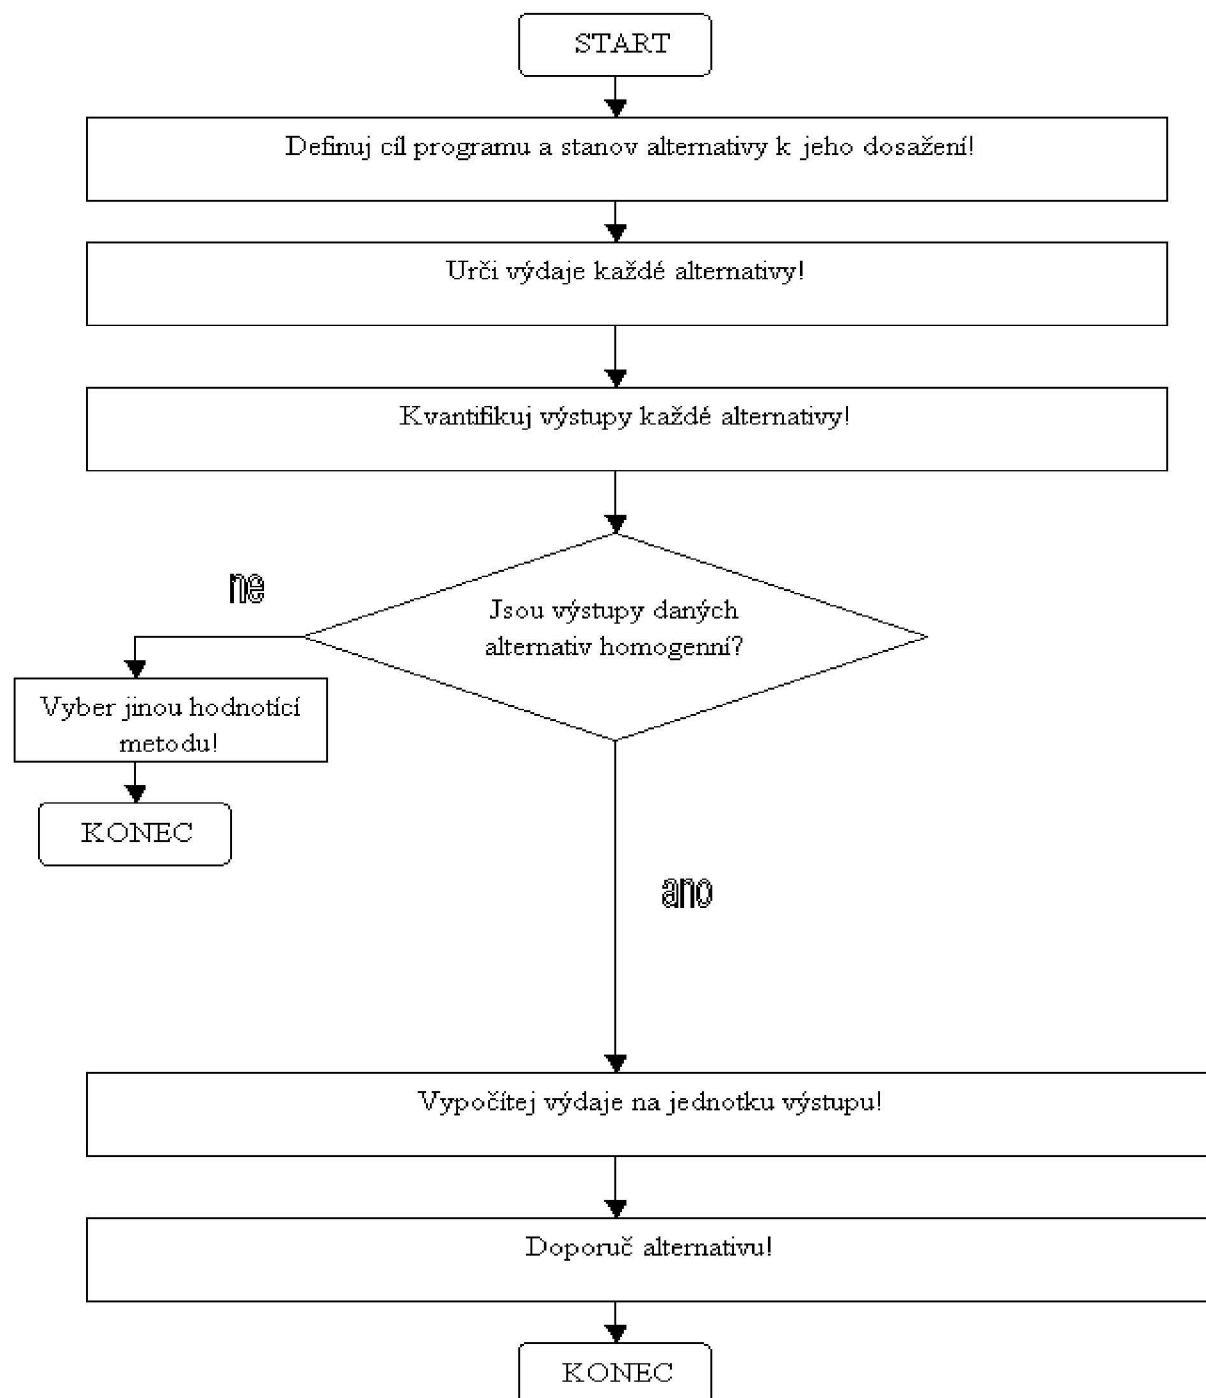 START
Definuj cíl programu a stanov alternativy k jeho dosažení!
Urči výdaje každé alternativy!
Kvantifikuj výstupy každé alternativy!
ne
Jsou výstupy daných
alternativ homogenní?
Vyber jinou hodnotící
metodu!
KONEC
ano
Vypočítej výdaje na jednotku výstupu!
Doporuč alternativu!
KONEC